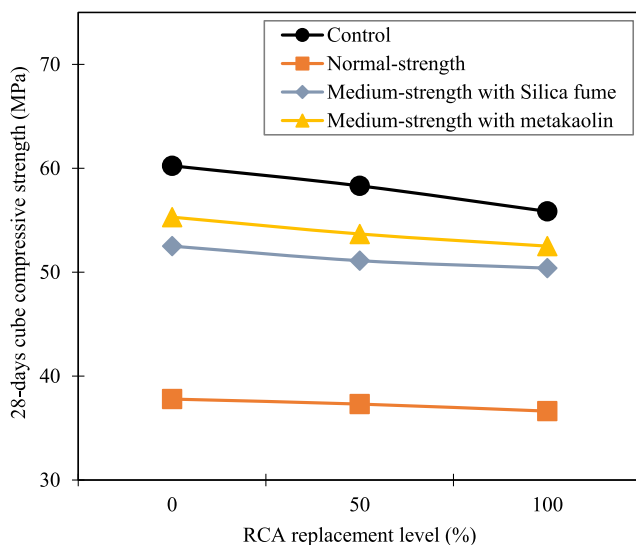 Control
Normal-strength
Medium-strength with Silica fume
Medium-strength with metakaolin
28-days cube compressive strength (MPa)
70
60
50
40
30
0 50 100
RCA replacement level (%)